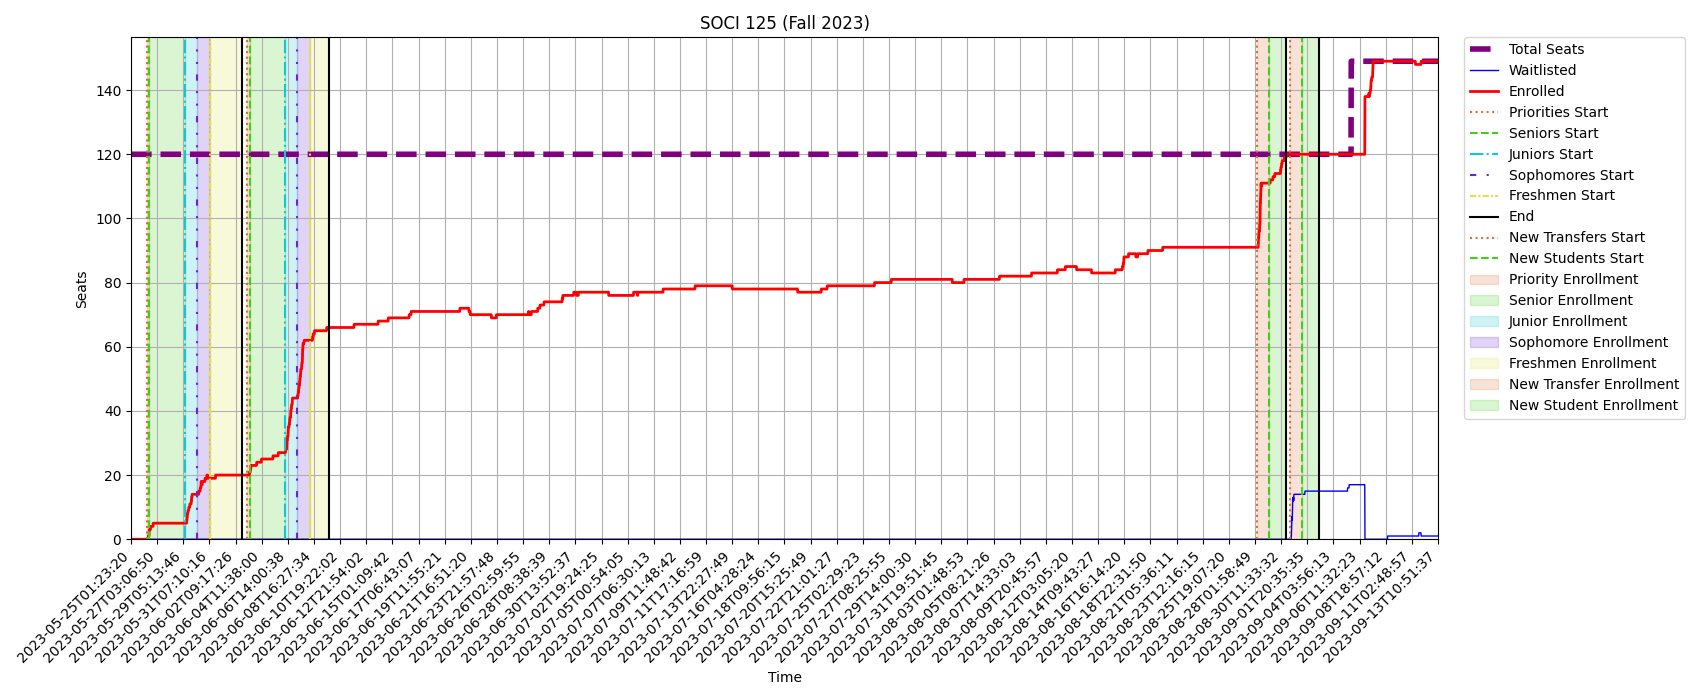 SOCI 125 (Fall 2023)
Seats
140
120
100
80
60
40
20
0
2023-05-25T01:23:20
2023-05-27T03:06:50
2023-05-29T05:13:46
2023-05-31T07:10:16
2023-06-02T09:17:26
2023-06-04T11:38:00
2023-06-06T14:00:38
2023-06-08T16:27:34
2023-06-10T19:22:02
2023-06-12T21:54:02
2023-06-15T01:09:42
2023-06-17T06:43:07
2023-06-19T11:55:21
2023-06-21T16:51:20
2023-06-23T21:57:48
2023-06-26T02:59:55
2023-06-28T08:38:39
2023-06-30T13:52:37
2023-07-02T19:24:25
2023-07-05T00:54:05
2023-07-07T06:30:13
2023-07-09T11:48:42
2023-07-11T17:16:59
2023-07-13T22:27:49
2023-07-16T04:28:24
2023-07-18T09:56:15
2023-07-20T15:25:49
2023-07-22T21:01:27
2023-07-25T02:29:23
2023-07-27T08:25:55
2023-07-29T14:00:30
2023-07-31T19:51:45
2023-08-03T01:48:53
2023-08-05T08:21:26
2023-08-07T14:33:03
2023-08-09T20:45:57
2023-08-12T03:05:20
2023-08-14T09:43:27
2023-08-16T16:14:20
2023-08-18T22:31:50
2023-08-21T05:36:11
2023-08-23T12:16:15
2023-08-25T19:07:20
2023-08-28T01:58:49
2023-08-30T11:33:32
2023-09-01T20:35:35
2023-09-04T03:56:13
2023-09-06T11:32:23
2023-09-08T18:57:12
2023-09-11T02:48:57
2023-09-13T10:51:37
Time
Total Seats
Waitlisted
Enrolled
Priorities Start
Seniors Start
Juniors Start
Sophomores Start
Freshmen Start
End
New Transfers Start
New Students Start
Priority Enrollment
Senior Enrollment
Junior Enrollment
Sophomore Enrollment
Freshmen Enrollment
New Transfer Enrollment
New Student Enrollment